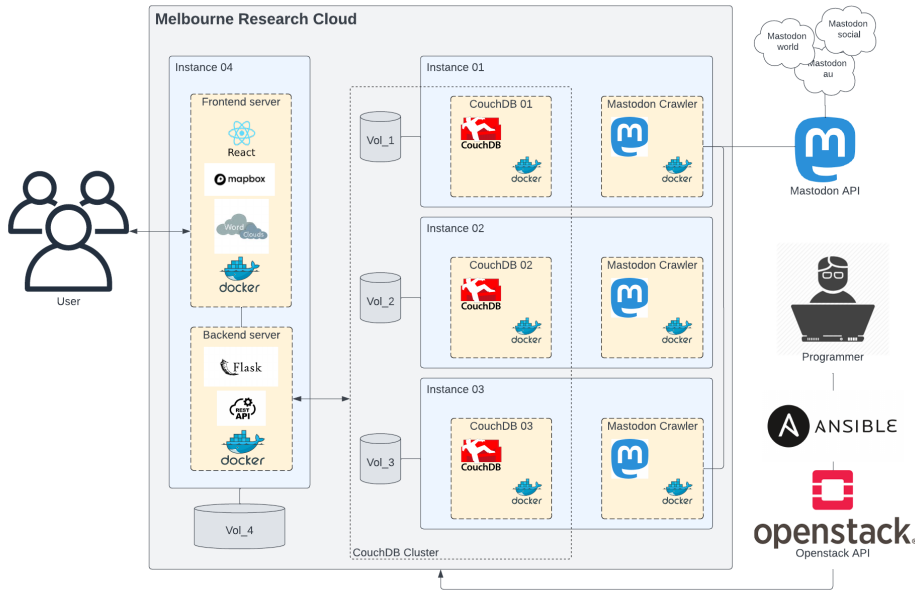 Melbourne Research Cloud
Instance 04
Frontend server
React
mapbox
Word
Clouds
docker
Backend server
Flask
REST
API
docker
Vol_4
User
Instance 01
Vol_1
CouchDB 01
CouchDB
docker
Mastodon Crawler
docker
Instance 02
Vol_2
CouchDB 02
CouchDB
docker
Mastodon Crawler
docker
Instance 03
Vol_3
CouchDB 03
CouchDB
docker
Mastodon Crawler
docker
CouchDB Cluster
Mastodon
world
Mastodon
social
Mastodon
au
m
Mastodon API
Programmer
A ANSIBLE
openstack.
Openstack API